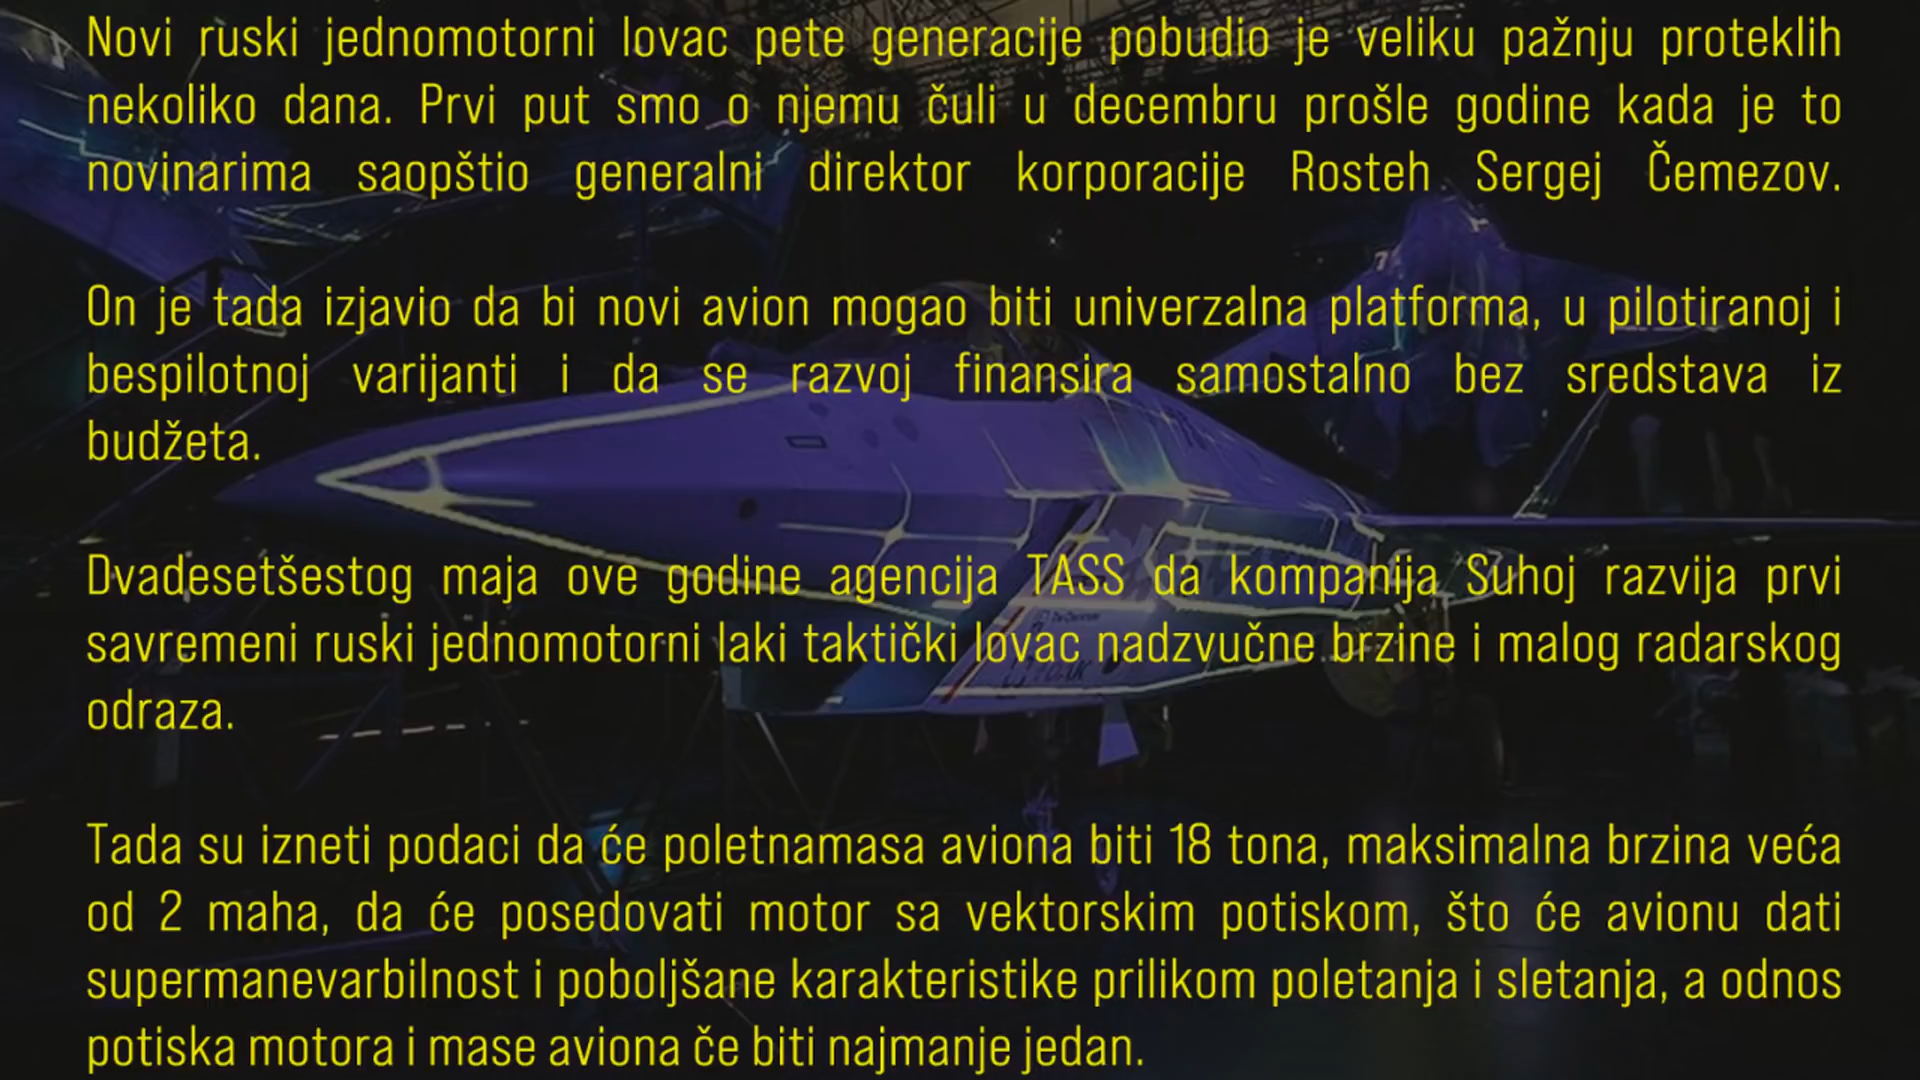 Novi ruski jednomotorni lovac pete generacije pobudio je veliku pažnju proteklih
nekoliko dana. Prvi put smo o njemu čuli u decembru prošle godine kada je to
novinarima saopštio generalni direktor korporacije Rosteh Sergej Čemezov.
On je tada izjavio da bi novi avion mogao biti univerzalna platforma, u pilotiranoj i
bespilotnoj varijanti i da se razvoj finansira samostalno bez sredstava iz
budžeta.
Dvadesetšestog maja ove godine agencija TASS da kompanija Suhoj razvija prvi
savremeni ruski jednomotorni laki taktički lovac nadzvučne brzine i malog radarskog
odraza.
Tada su izneti podaci da će poletnamasa aviona biti 18 tona, maksimalna brzina veća
od 2 maha, da će posedovati motor sa vektorskim potiskom, što će avionu dati
supermanevarbilnost i poboljšane karakteristike prilikom poletanja i sletanja, a odnos
potiska motora i mase aviona če biti najmanje jedan.